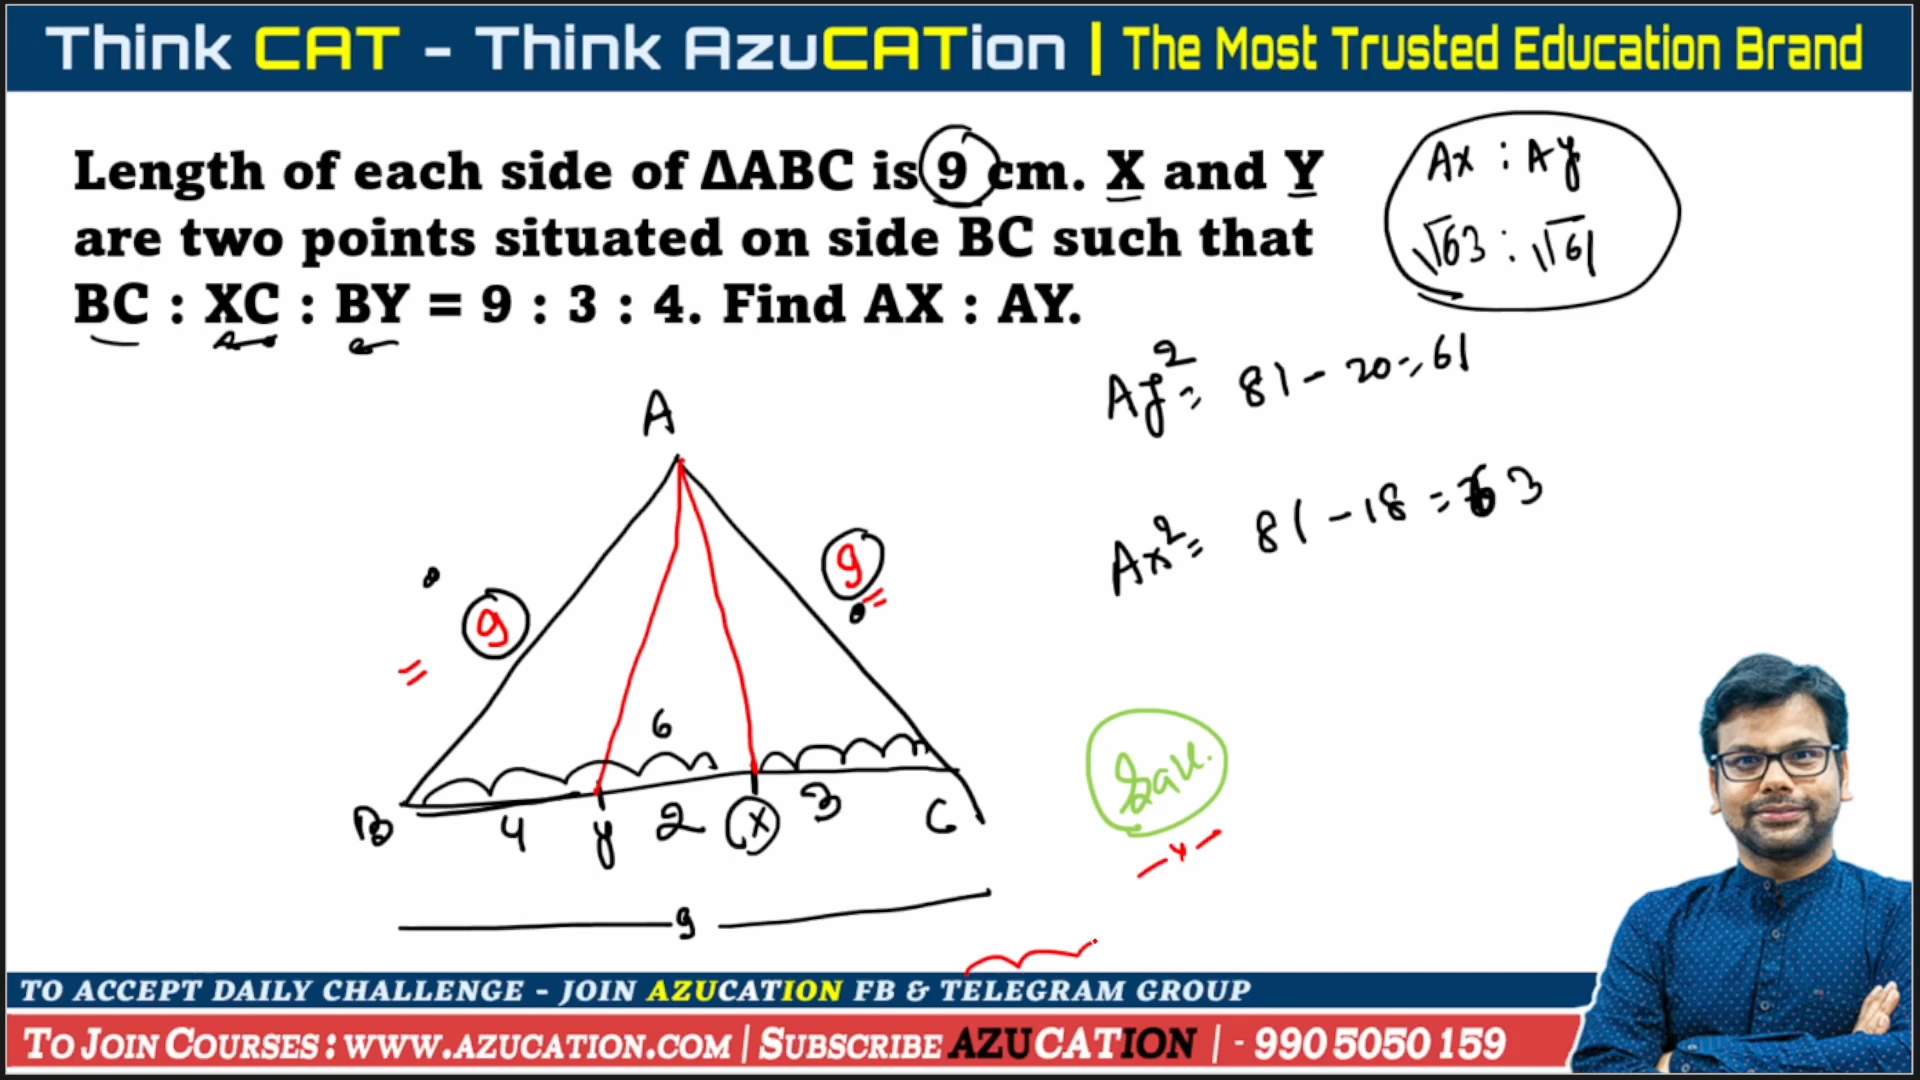 Think CAT - Think AzuCATion | The Most Trusted Education Brand
Length of each side of ΔABC is 9 cm. X and Y
are two points situated on side BC such that
BC : XC : BY = 9 : 3 : 4. Find AX : AY.
Ax : Ay
√63 : √61
Ay² = 81 - 20 = 61
Ax² = 81 - 18 = 63
A
9
9
6
B
4
y
2
X
3
C
9
TO ACCEPT DAILY CHALLENGE - JOIN AZUCATION FB & TELEGRAM GROUP
TO JOIN COURSES : WWW.AZUCATION.COM | SUBSCRIBE AZUCATION | - 990 5050 159